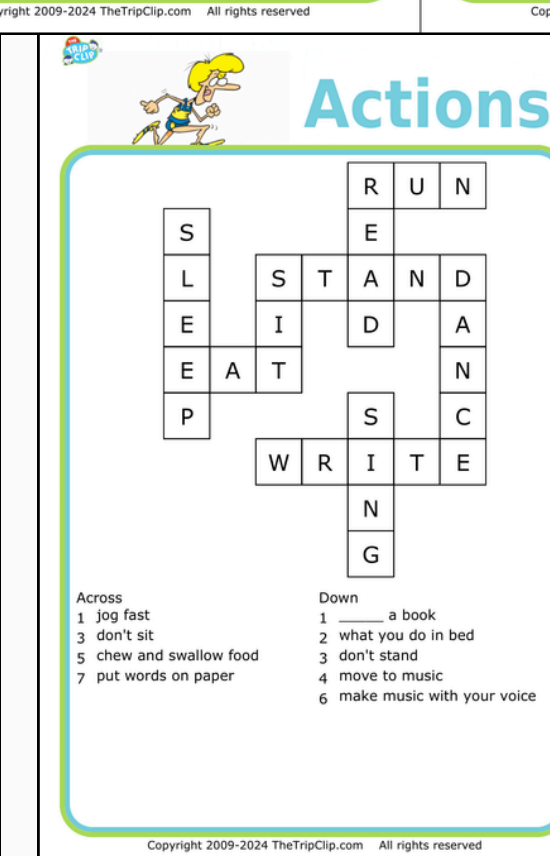 yright 2009-2024 TheTripClip.com All rights reserved
Cop
THE
TRIP
CLIP
Actions
R U N
S E
L S T A N D
E I D A
E A T N
P S C
W R I T E
N
G
Across
1 jog fast
3 don't sit
5 chew and swallow food
7 put words on paper
Down
1 _____ a book
2 what you do in bed
3 don't stand
4 move to music
6 make music with your voice
Copyright 2009-2024 TheTripClip.com All rights reserved